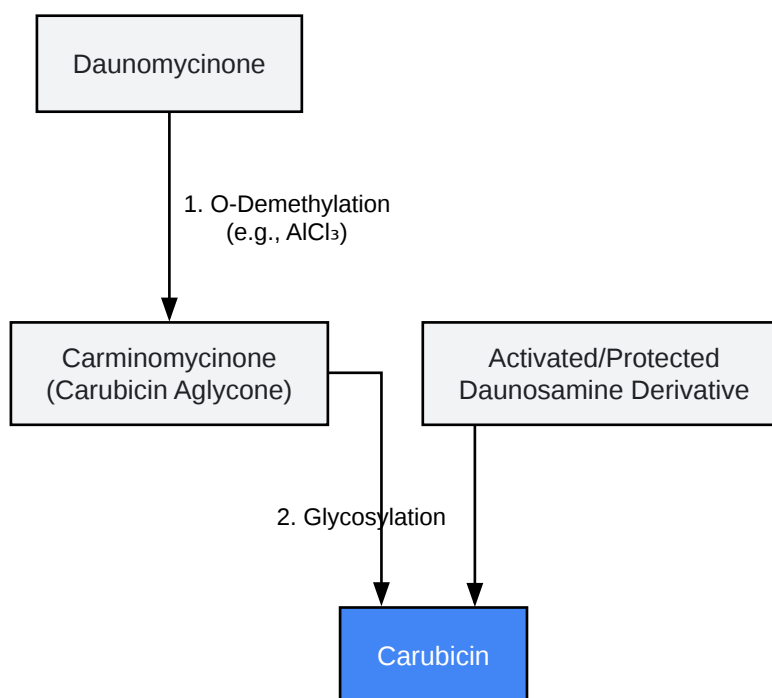 Daunomycinone
1. O-Demethylation
(e.g., AlCl₃)
Carminomycinone
(Carubicin Aglycone)
Activated/Protected
Daunosamine Derivative
2. Glycosylation
Carubicin